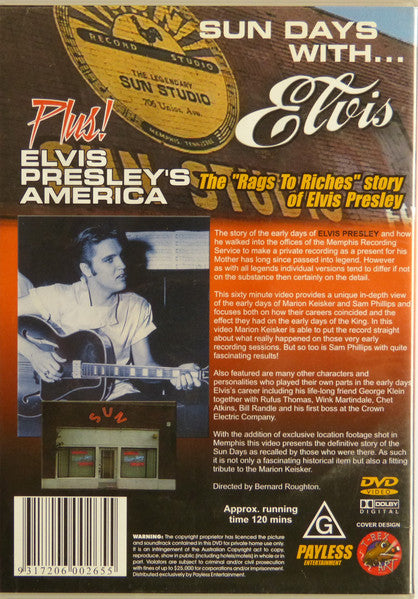 SUN DAYS
WITH...
Elvis
RECORD STUDIO
THE LEGENDARY
SUN STUDIO
706 Union Ave.
MEMPHIS, TENNESSEE
Plus!
ELVIS
PRESLEY'S
AMERICA
The "Rags To Riches" story
of Elvis Presley
The story of the early days of ELVIS PRESLEY and how
he walked into the offices of the Memphis Recording
Service to make a private recording as a present for his
Mother has long since passed into legend. However
as with all legends individual versions tend to differ if not
on the substance then certainly on the detail.
This sixty minute video provides a unique in-depth view
of the early days of Marion Keisker and Sam Phillips and
focuses both on how their careers coincided and the
effect they had on the early days of the King. In this
video Marion Keisker is able to put the record straight
about what really happened on those very early
recording sessions. But so too is Sam Phillips with quite
fascinating results!
Also featured are many other characters and
personalities who played their own parts in the early days
Elvis's career including his life-long friend George Klein
together with Rufus Thomas, Wink Martindale, Chet
Atkins, Bill Randle and his first boss at the Crown
Electric Company.
With the addition of exclusive location footage shot in
Memphis this video presents the definitive story of the
Sun Days as recalled by those who were there. As such
it is not only a fascinating historical item but also a fitting
tribute to the Marion Keisker.
Directed by Bernard Roughton.
SUN
Approx. running
time 120 mins
G
DVD
VIDEO
DOLBY
DIGITAL
COVER DESIGN
T-REX
ART
PAYLESS
ENTERTAINMENT
WARNING: The copyright proprietor has licenced the picture
and soundtrack contained in this DVD for private home use only.
It is an infringement of the Australian Copyright act to copy,
reproduce, show in public (including hotels/motels) in whole or in
part. Violators are subject to criminal and/or civil prosecution
with fines of up to $25,000 for corporations and/or imprisonment.
Distributed exclusively by Payless Entertainment.
9317206002655